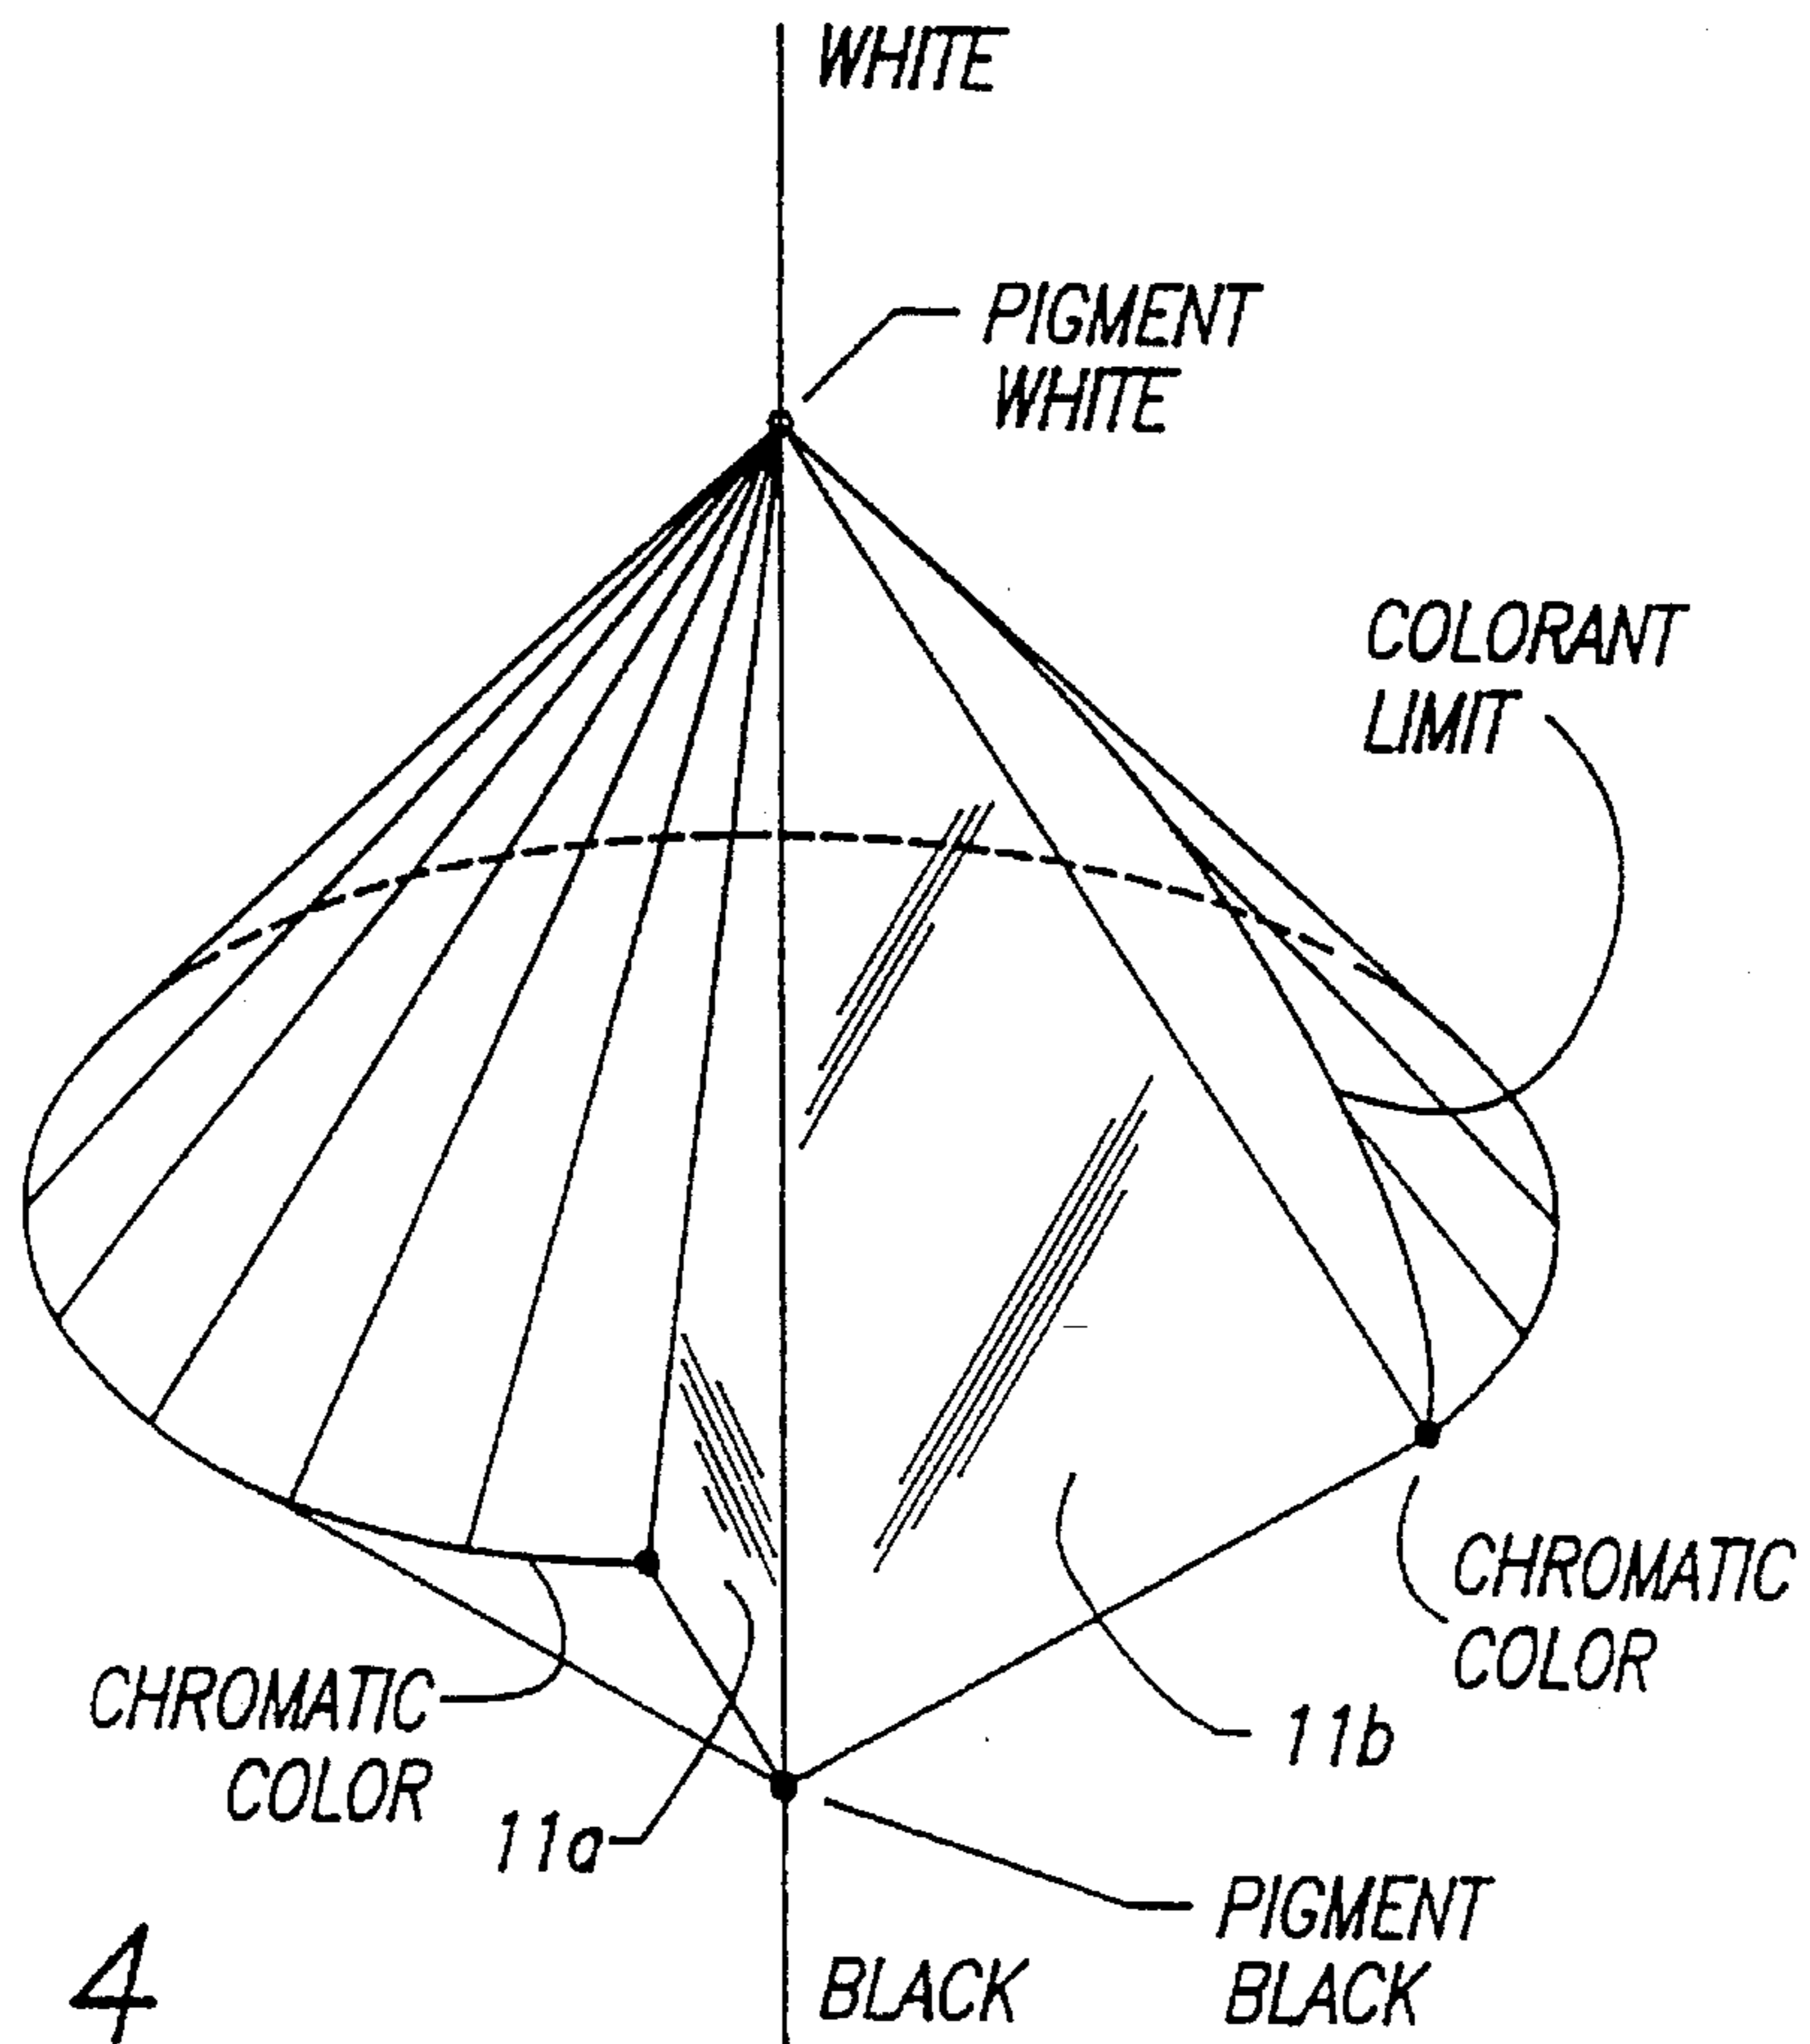 WHITE
PIGMENT
WHITE
COLORANT
LIMIT
CHROMATIC
COLOR
11b
CHROMATIC
COLOR
11a
PIGMENT
BLACK
BLACK
4